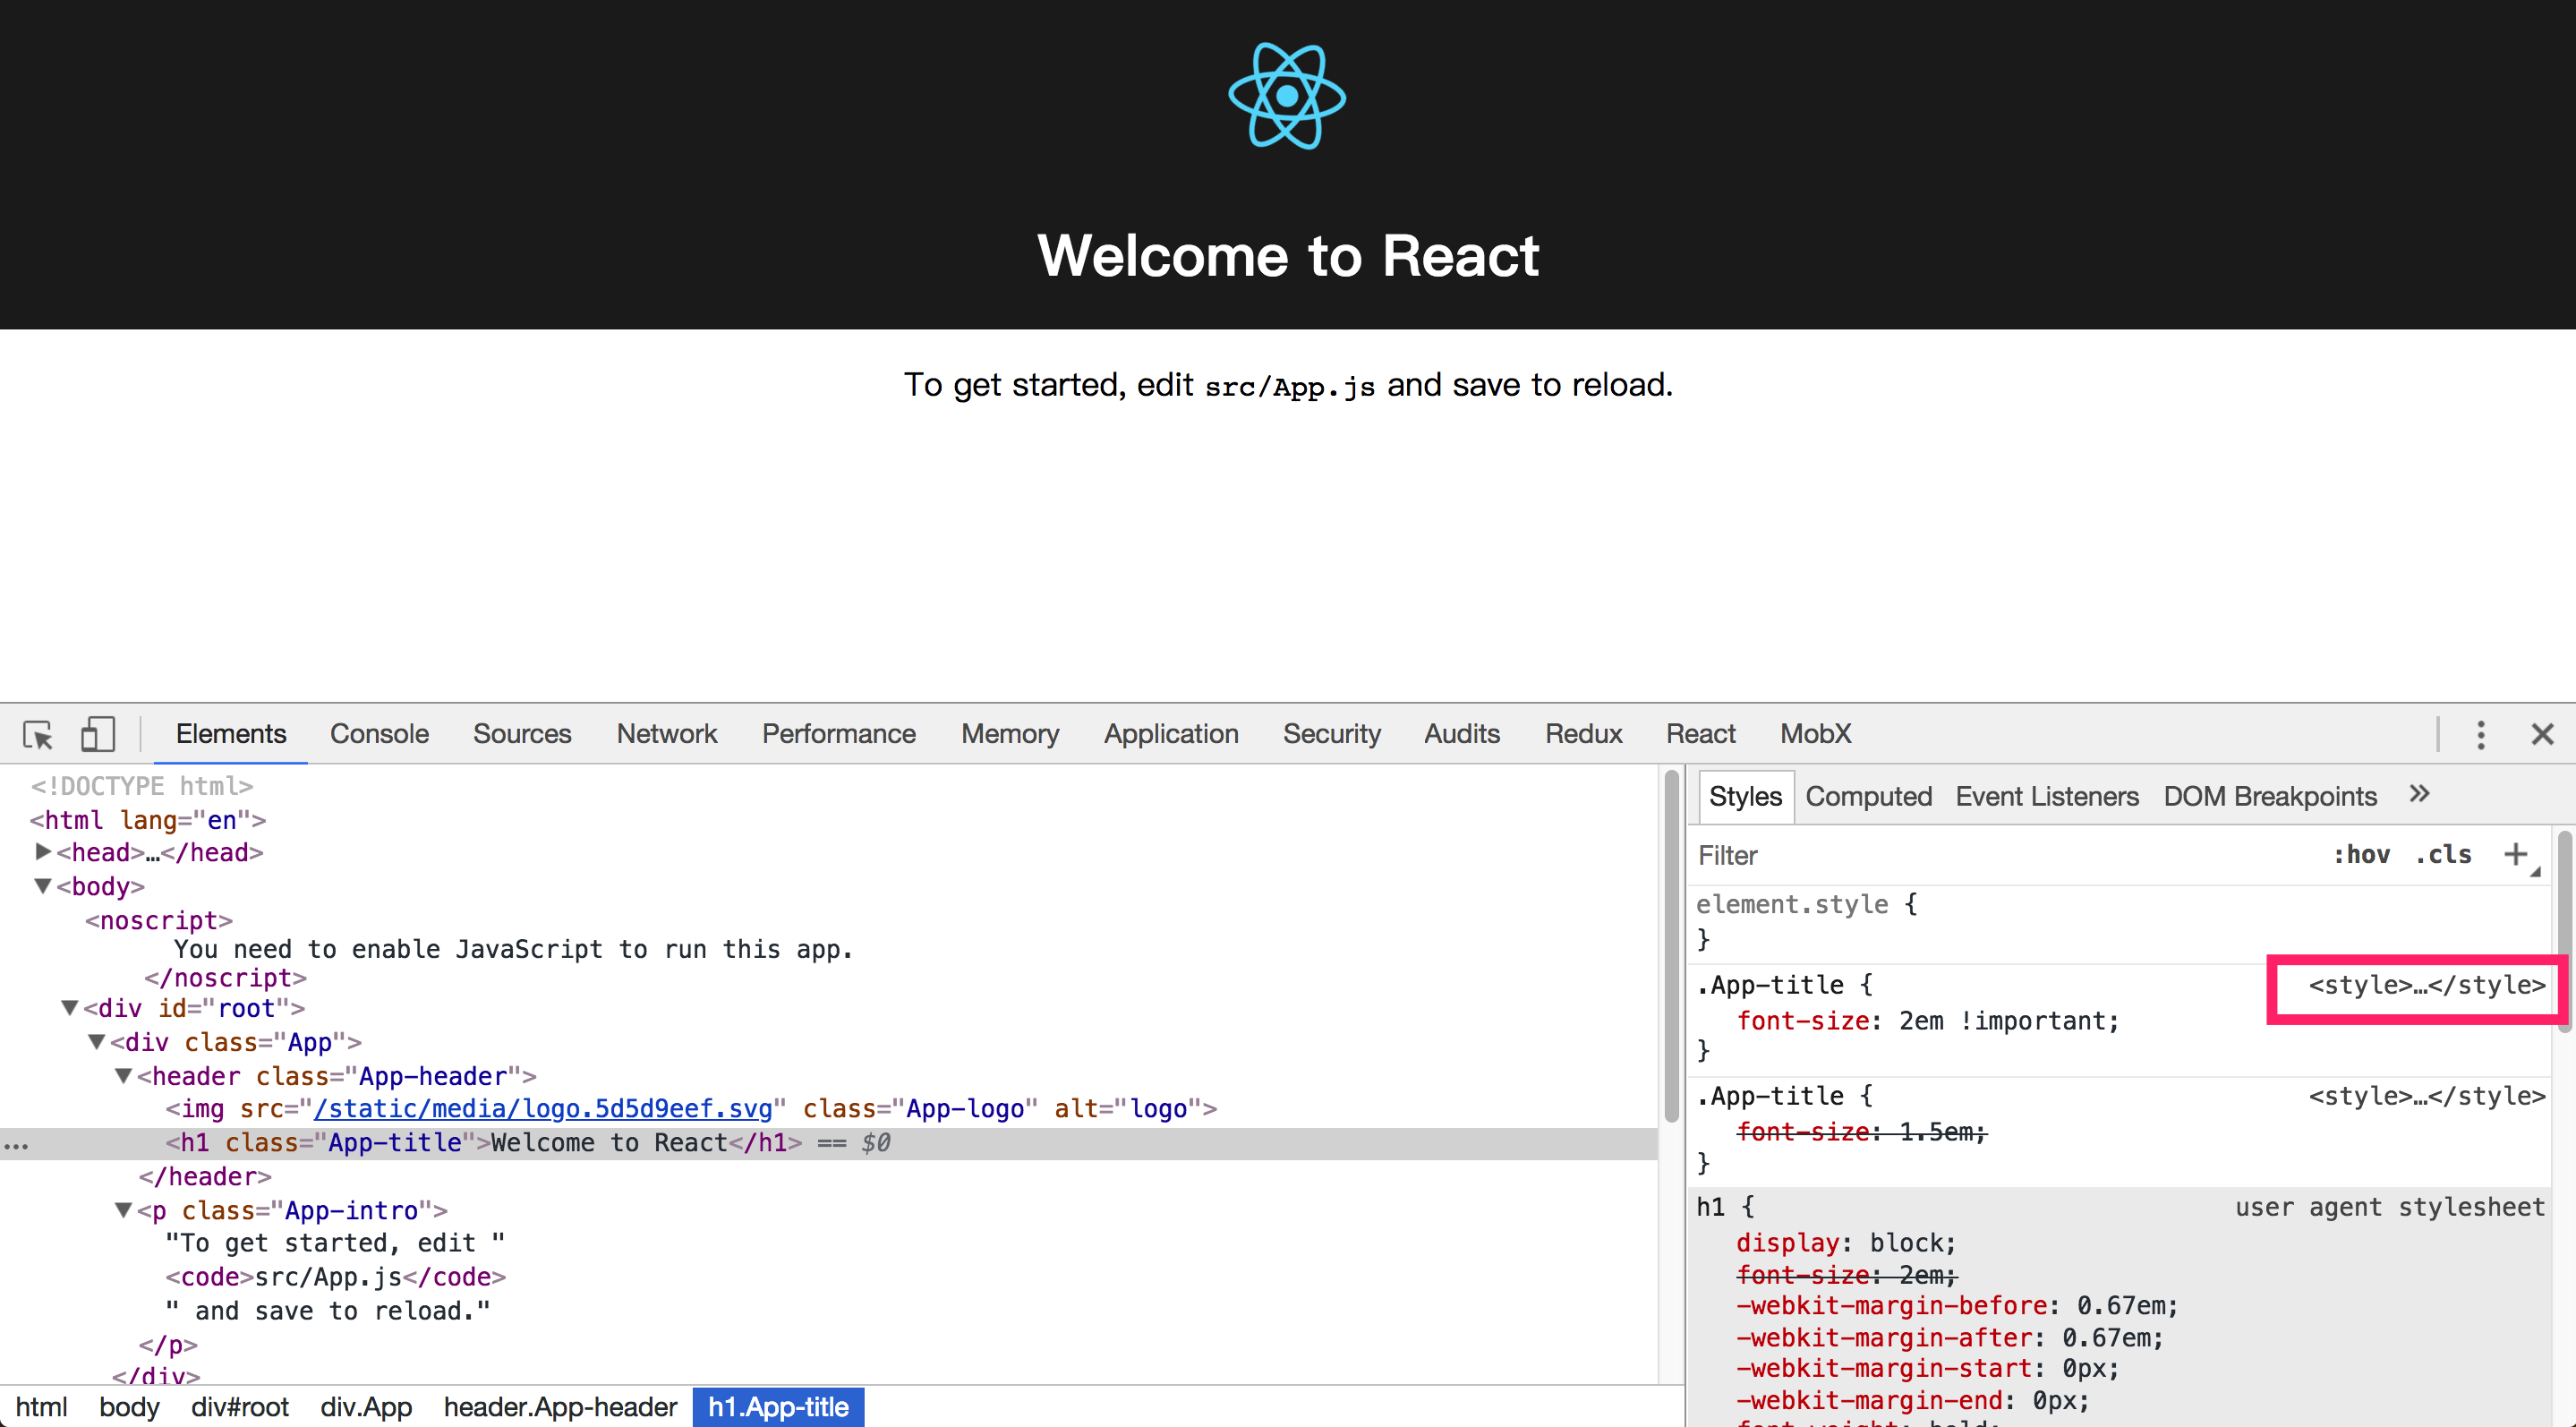 Welcome to React
To get started, edit src/App.js and save to reload.
Elements Console Sources Network Performance Memory Application Security Audits Redux React MobX
<!DOCTYPE html>
<html lang="en">
<head>…</head>
<body>
<noscript>
You need to enable JavaScript to run this app.
</noscript>
<div id="root">
<div class="App">
<header class="App-header">
<img src="/static/media/logo.5d5d9eef.svg" class="App-logo" alt="logo">
... <h1 class="App-title">Welcome to React</h1> == $0
</header>
<p class="App-intro">
"To get started, edit "
<code>src/App.js</code>
" and save to reload."
</p>
</div>
html body div#root div.App header.App-header h1.App-title
Styles Computed Event Listeners DOM Breakpoints »
Filter :hov .cls +
element.style {
}
.App-title { <style>…</style>
font-size: 2em !important;
}
.App-title { <style>…</style>
font-size: 1.5em;
}
h1 { user agent stylesheet
display: block;
font-size: 2em;
-webkit-margin-before: 0.67em;
-webkit-margin-after: 0.67em;
-webkit-margin-start: 0px;
-webkit-margin-end: 0px;
font-weight: bold;